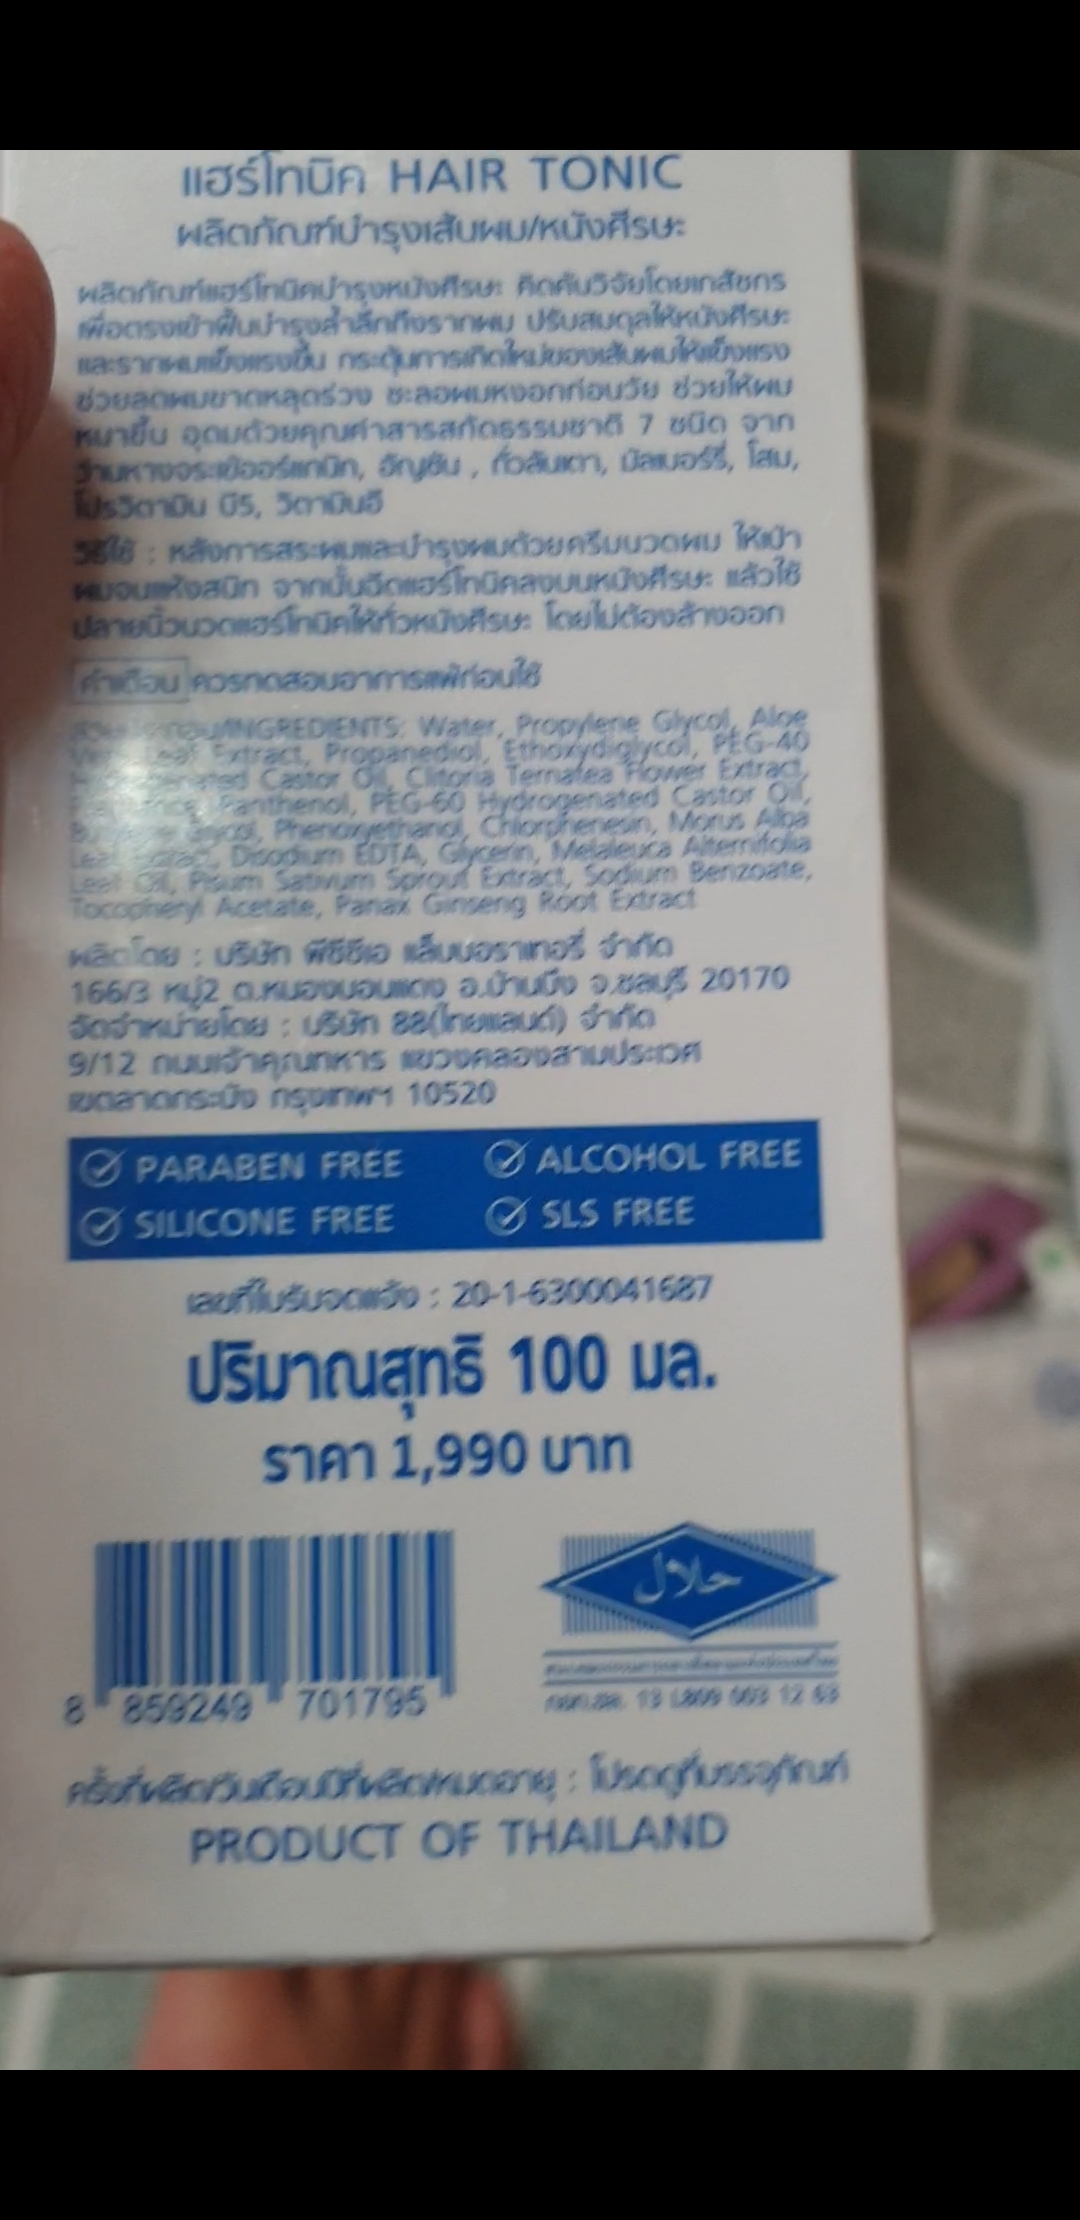 แฮร์โทนิค HAIR TONIC
ผลิตภัณฑ์บำรุงเส้นผม/หนังศีรษะ
ผลิตภัณฑ์แฮร์โทนิคบำรุงหนังศีรษะ คิดค้นวิจัยโดยเภสัชกร
เพื่อตรงเข้าฟื้นบำรุงล้ำลึกถึงรากผม ปรับสมดุลให้หนังศีรษะ
และรากผมแข็งแรงขึ้น กระตุ้นการเกิดใหม่ของเส้นผมให้แข็งแรง
ช่วยลดผมขาดหลุดร่วง ชะลอผมหงอกก่อนวัย ช่วยให้ผม
หนาขึ้น อุดมด้วยคุณค่าสารสกัดธรรมชาติ 7 ชนิด จาก
ว่านหางจระเข้ออร์แกนิก, อัญชัน , ถั่วลันเตา, มัลเบอร์รี่, โสม,
โปรวิตามิน บี5, วิตามินอี
วิธีใช้ : หลังการสระผมและบำรุงผมด้วยครีมนวดผม ให้เป่า
ผมจนแห้งสนิท จากนั้นฉีดแฮร์โทนิคลงบนหนังศีรษะ แล้วใช้
ปลายนิ้วนวดแฮร์โทนิคให้ทั่วหนังศีรษะ โดยไม่ต้องล้างออก
คำเตือน ควรทดสอบอาการแพ้ก่อนใช้
INGREDIENTS: Water, Propylene Glycol, Aloe
Leaf Extract, Propanediol, Ethoxydiglycol, PEG-40
Castor Oil, Clitoria Ternatea Flower Extract,
Panthenol, PEG-60 Hydrogenated Castor Oil,
Glycol, Phenoxyethanol, Chlorphenesin, Morus Alba
Leaf Extract, Disodium EDTA, Glycerin, Melaleuca Alternifolia
Leaf Oil, Pisum Sativum Sprout Extract, Sodium Benzoate,
Tocopheryl Acetate, Panax Ginseng Root Extract
ผลิตโดย : บริษัท พีซีซีเอ แล็บบอราเทอรี่ จำกัด
166/3 หมู่2 ต.หนองบอนแดง อ.บ้านบึง จ.ชลบุรี 20170
จัดจำหน่ายโดย : บริษัท 88(ไทยแลนด์) จำกัด
9/12 ถนนเจ้าคุณทหาร แขวงคลองสามประเวศ
เขตลาดกระบัง กรุงเทพฯ 10520
PARABEN FREE ALCOHOL FREE
SILICONE FREE SLS FREE
เลขที่ใบรับจดแจ้ง : 20-1-6300041687
ปริมาณสุทธิ 100 มล.
ราคา 1,990 บาท
حلال
8 859249 701795
ครั้งที่ผลิต/วันเดือนปีที่ผลิต/หมดอายุ : โปรดดูที่บรรจุภัณฑ์
PRODUCT OF THAILAND